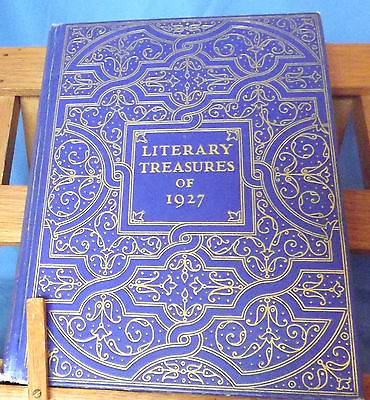 LITERARY
TREASURES
OF
1927